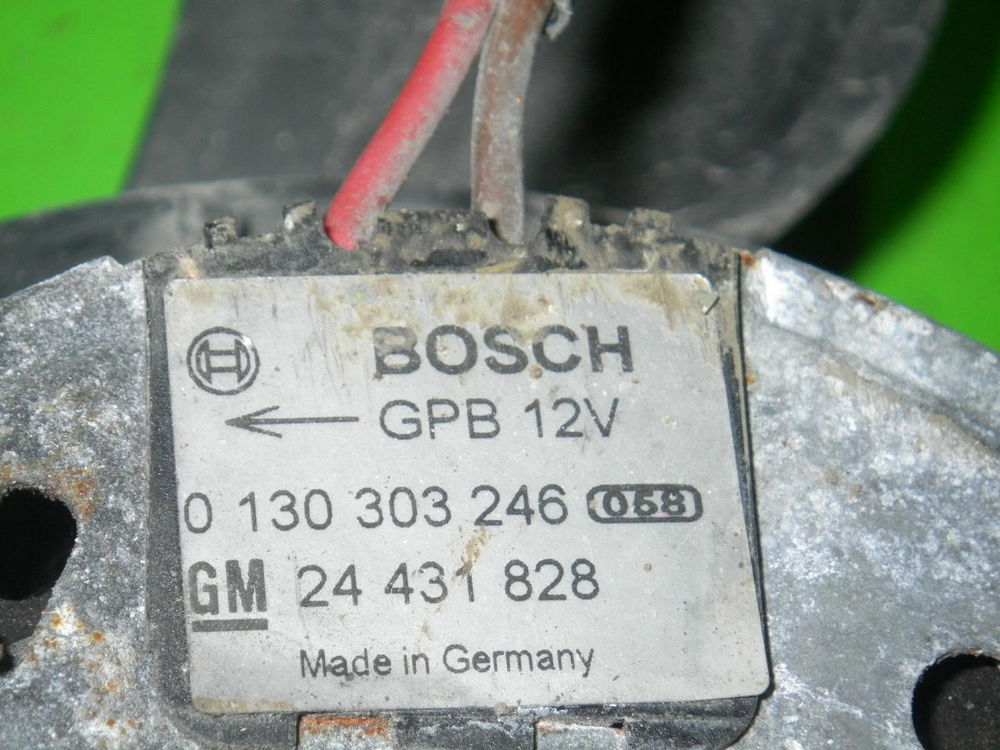 BOSCH
GPB 12V
0 130 303 246 058
GM 24 431 828
Made in Germany